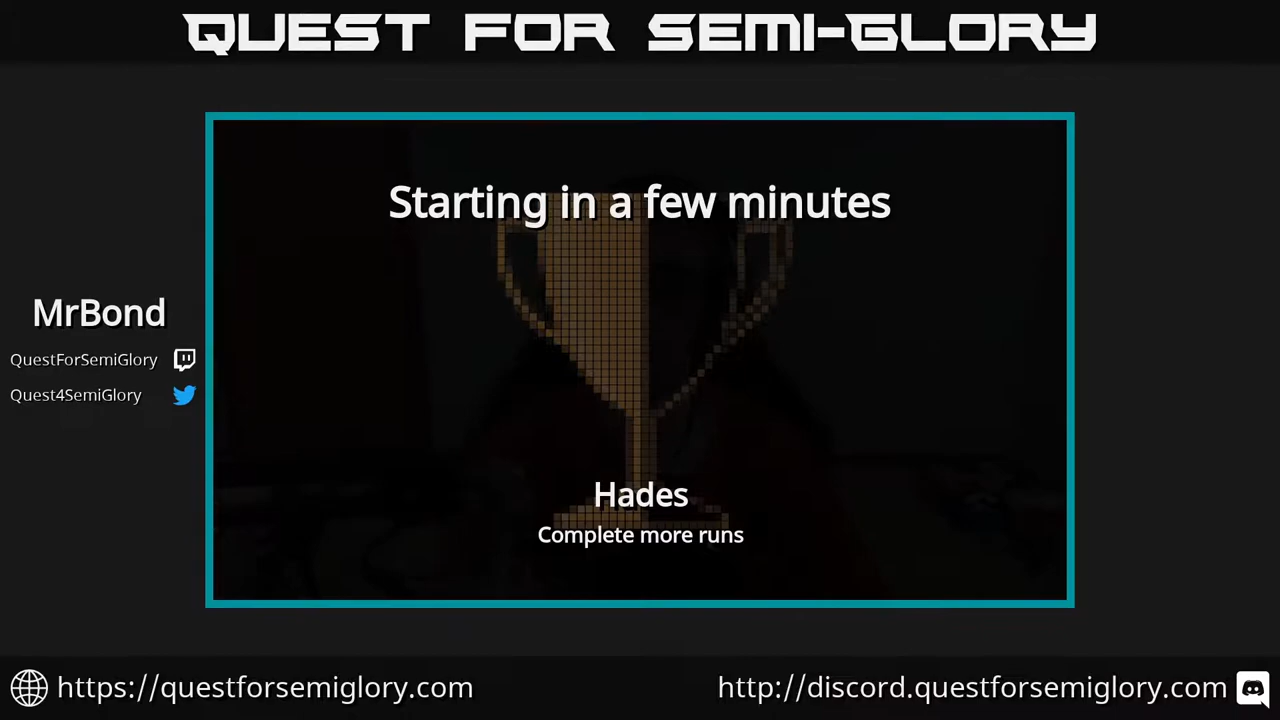 QUEST FOR SEMI-GLORY
Starting in a few minutes
MrBond
QuestForSemiGlory
Quest4SemiGlory
Hades
Complete more runs
https://questforsemiglory.com
http://discord.questforsemiglory.com